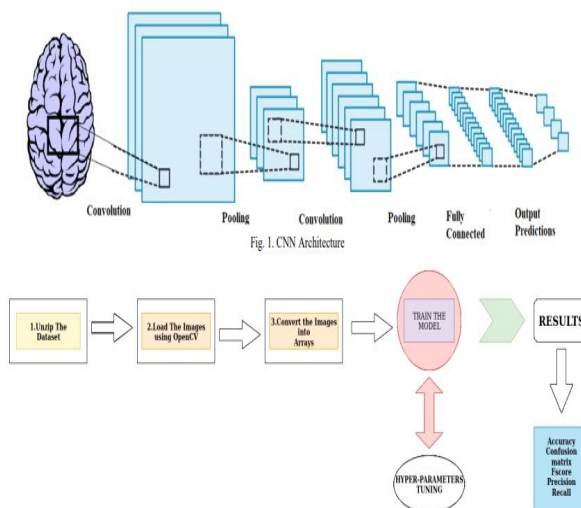 Convolution
Pooling
Convolution
Pooling
Fully
Connected
Output
Predictions
Fig. 1. CNN Architecture
1.Unzip The
Dataset
2.Load The Images
using OpenCV
3.Convert the Images
into
Arrays
TRAIN THE
MODEL
RESULTS
HYPER-PARAMETERS
TUNING
Accuracy
Confusion
matrix
Fscore
Precision
Recall